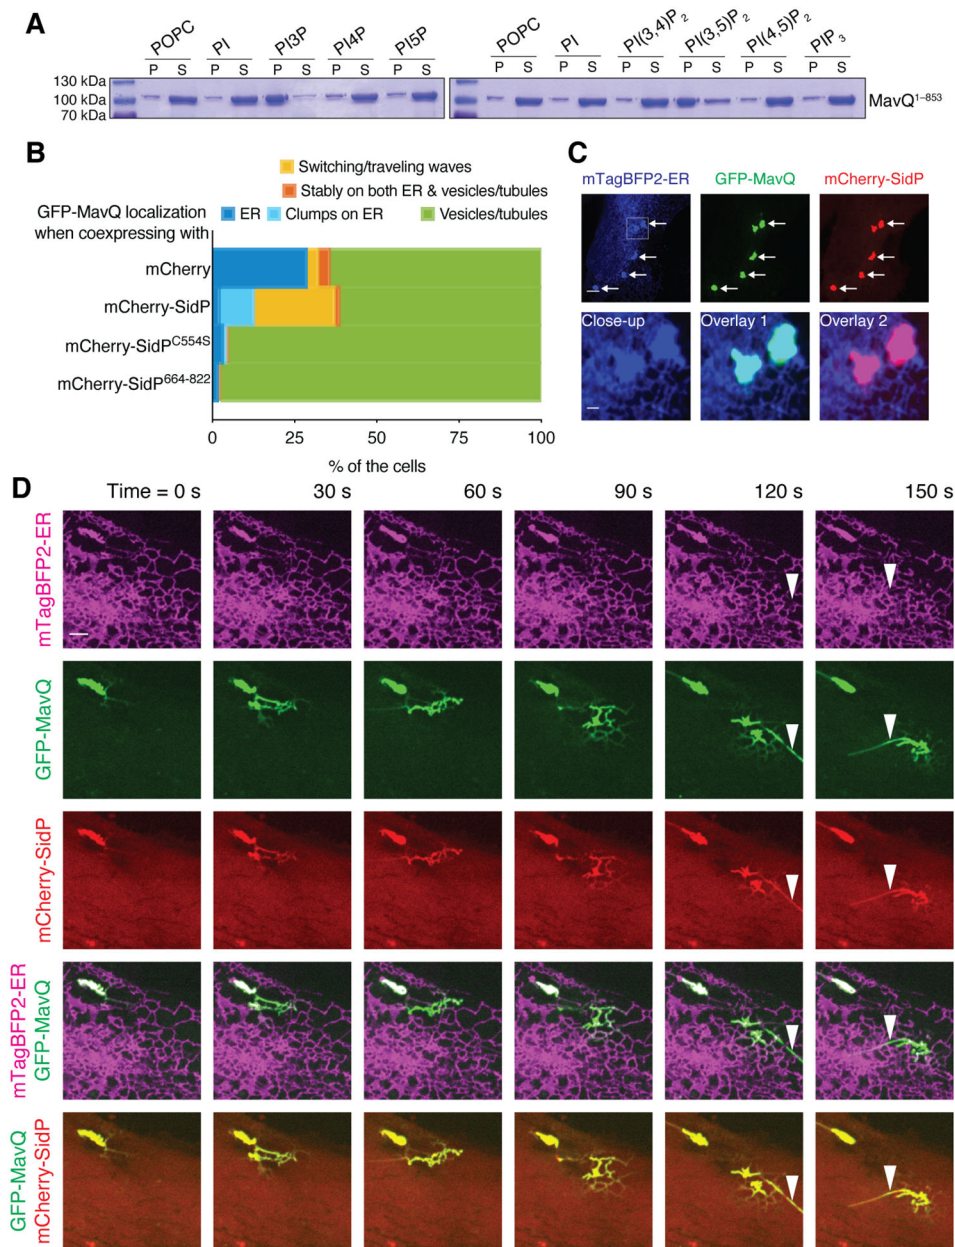 A
POPC PI PI3P PI4P PI5P POPC PI PI(3,4)P2 PI(3,5)P2 PI(4,5)P2 PIP3
P S P S P S P S P S P S P S P S P S P S P S
130 kDa
100 kDa
70 kDa
MavQ1–853
B
Switching/traveling waves
Stably on both ER & vesicles/tubules
GFP-MavQ localization
when coexpressing with
ER Clumps on ER Vesicles/tubules
mCherry
mCherry-SidP
mCherry-SidPC554S
mCherry-SidP664-822
0 25 50 75 100
% of the cells
C
mTagBFP2-ER GFP-MavQ mCherry-SidP
Close-up Overlay 1 Overlay 2
D
Time = 0 s 30 s 60 s 90 s 120 s 150 s
mTagBFP2-ER
GFP-MavQ
mCherry-SidP
mTagBFP2-ER
GFP-MavQ
GFP-MavQ
mCherry-SidP